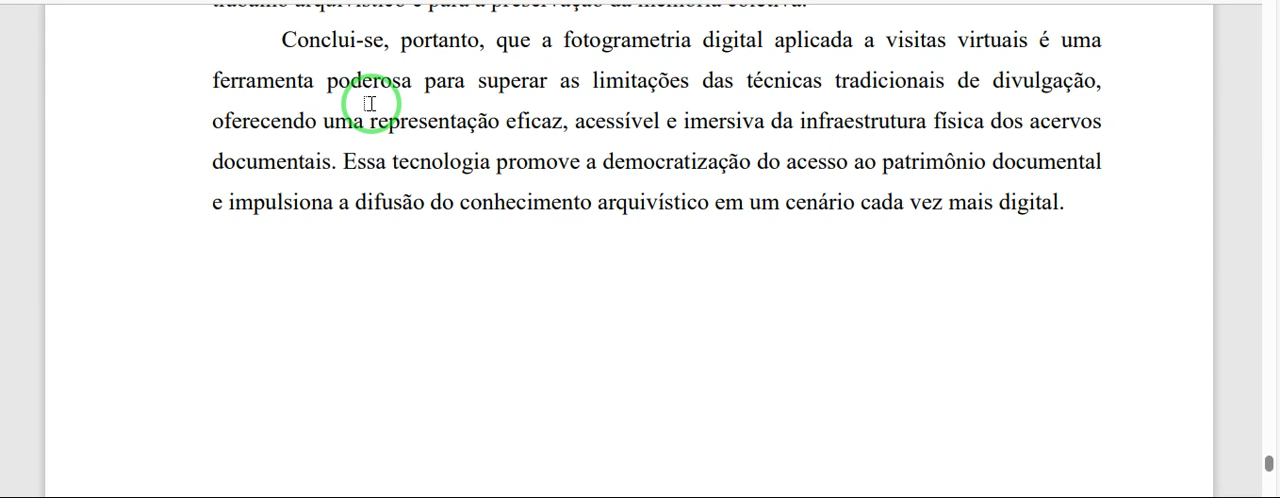 Conclui-se, portanto, que a fotogrametria digital aplicada a visitas virtuais é uma
ferramenta poderosa para superar as limitações das técnicas tradicionais de divulgação,
oferecendo uma representação eficaz, acessível e imersiva da infraestrutura física dos acervos
documentais. Essa tecnologia promove a democratização do acesso ao patrimônio documental
e impulsiona a difusão do conhecimento arquivístico em um cenário cada vez mais digital.